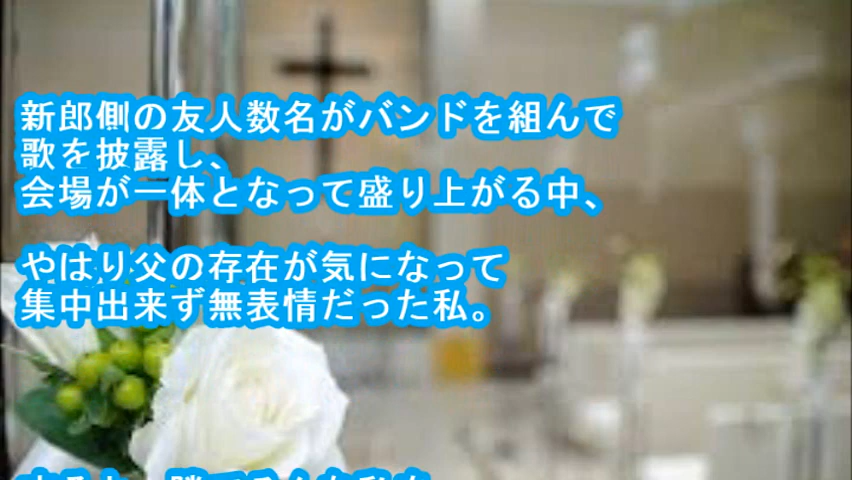 新郎側の友人数名がバンドを組んで
歌を披露し、
会場が一体となって盛り上がる中、
やはり父の存在が気になって
集中出来ず無表情だった私。